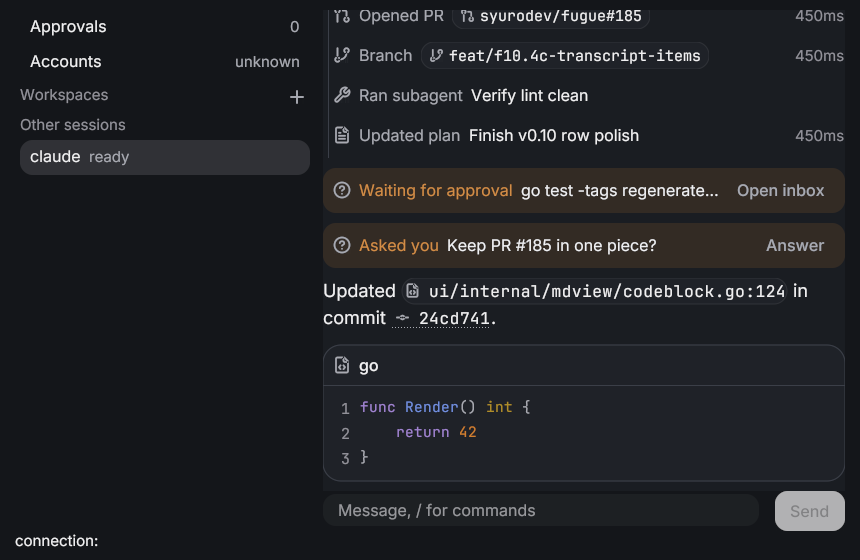 Approvals 0
Accounts unknown
Workspaces +
Other sessions
claude ready
connection:
Opened PR syurodev/fugue#185 450ms
Branch feat/f10.4c-transcript-items 450ms
Ran subagent Verify lint clean
Updated plan Finish v0.10 row polish 450ms
Waiting for approval go test -tags regenerate... Open inbox
Asked you Keep PR #185 in one piece? Answer
Updated ui/internal/mdview/codeblock.go:124 in
commit 24cd741.
go
1 func Render() int {
2     return 42
3 }
Message, / for commands Send